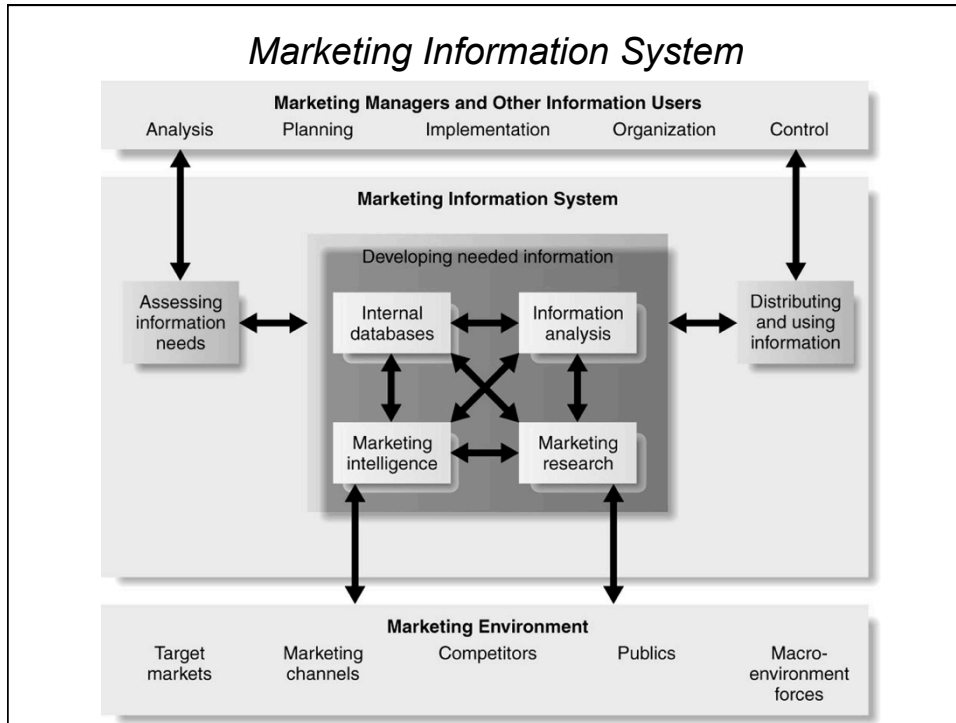 Marketing Information System
Marketing Managers and Other Information Users
Analysis Planning Implementation Organization Control
Marketing Information System
Developing needed information
Assessing
information
needs
Internal
databases
Information
analysis
Distributing
and using
information
Marketing
intelligence
Marketing
research
Marketing Environment
Target
markets
Marketing
channels
Competitors
Publics
Macro-
environment
forces